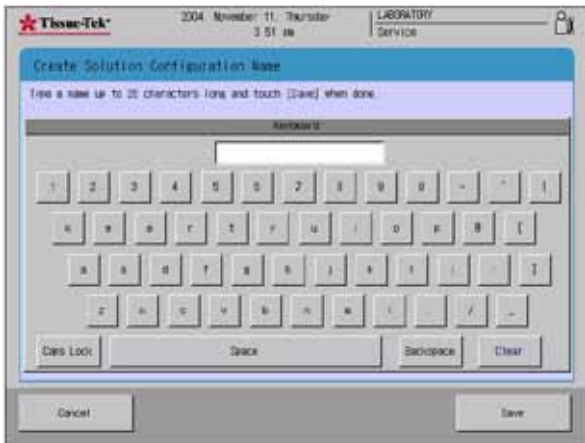 Tissue-Tek
2004 November 11, Thursday
3 51
LABORATORY
Service
Create Solution Configuration Name
Type a name up to characters long and touch [Save] when done.
Keyboard
1 2 3 4 5 6 7 8 9 0 - ^
q w e r t y u i o p @ [
a s d f g h j k l ; : ]
z x c v b n m , . / _
Caps Lock Space Backspace Clear
Cancel Save